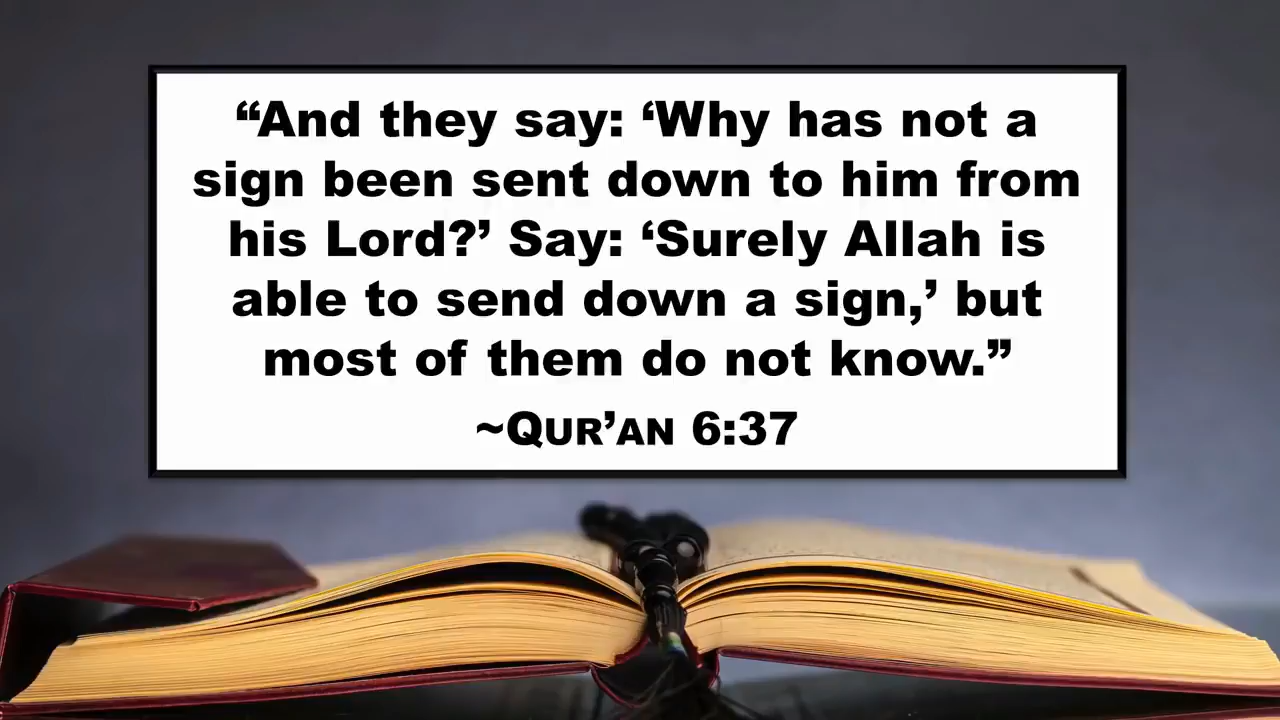 “And they say: ‘Why has not a
sign been sent down to him from
his Lord?’ Say: ‘Surely Allah is
able to send down a sign,’ but
most of them do not know.”
~QUR’AN 6:37